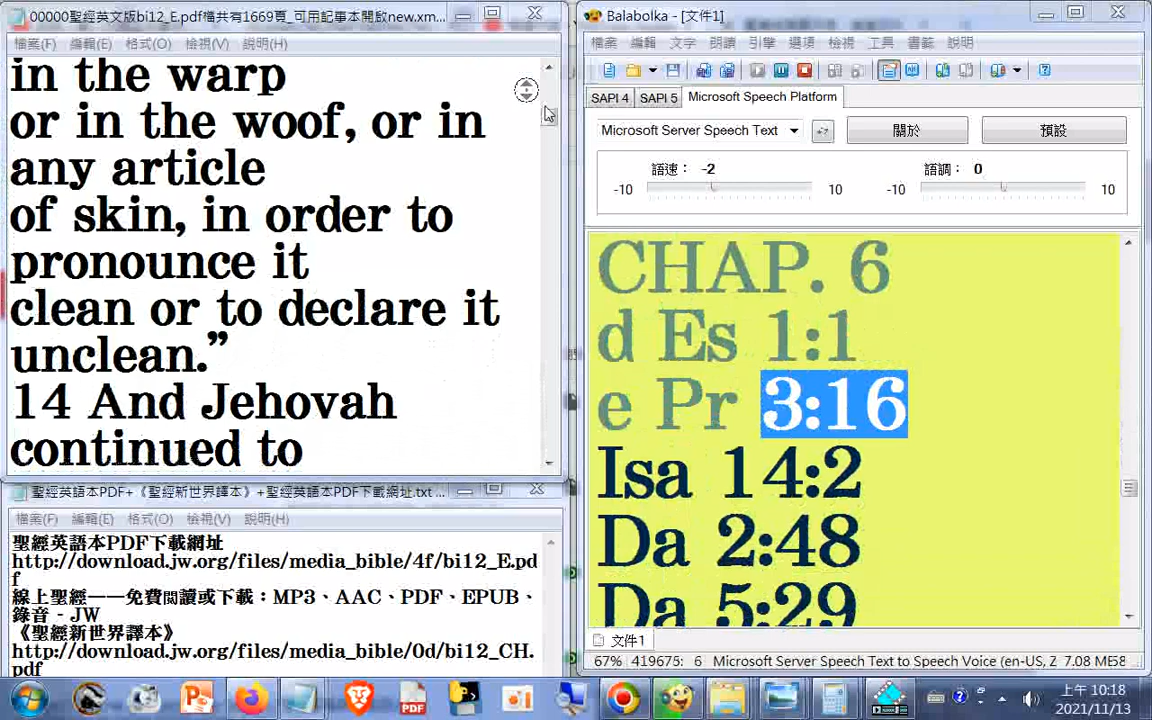 00000聖經英文版bi12_E.pdf檔共有1669頁_可用記事本開啟new.xm...
檔案(F) 編輯(E) 格式(O) 檢視(V) 說明(H)
in the warp
or in the woof, or in
any article
of skin, in order to
pronounce it
clean or to declare it
unclean.”
14 And Jehovah
continued to
聖經英語本PDF+《聖經新世界譯本》+聖經英語本PDF下載網址.txt ...
檔案(F) 編輯(E) 格式(O) 檢視(V) 說明(H)
聖經英語本PDF下載網址
http://download.jw.org/files/media_bible/4f/bi12_E.pd
f
線上聖經——免費閱讀或下載：MP3、AAC、PDF、EPUB、
錄音 - JW
《聖經新世界譯本》
http://download.jw.org/files/media_bible/0d/bi12_CH.
pdf
Balabolka - [文件1]
檔案 編輯 文字 朗讀 引擎 選項 檢視 工具 書籤 說明
SAPI 4 SAPI 5 Microsoft Speech Platform
Microsoft Server Speech Text 關於 預設
語速： -2 語調： 0
-10 10 -10 10
CHAP. 6
d Es 1:1
e Pr 3:16
Isa 14:2
Da 2:48
Da 5:29
文件1
67% 419675: 6 Microsoft Server Speech Text to Speech Voice (en-US, Z 7.08 ME58
上午 10:18
2021/11/13